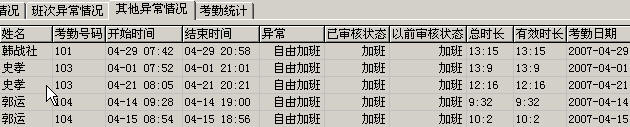 情况 班次异常情况 其他异常情况 考勤统计
姓名 考勤号码 开始时间 结束时间 异常 已审核状态 以前审核状态 总时长 有效时长 考勤日期
韩战社 101 04-29 07:42 04-29 20:58 自由加班 加班 加班 13:15 13:15 2007-04-29
史孝 103 04-01 07:52 04-01 21:01 自由加班 加班 加班 13:9 13:9 2007-04-01
史孝 103 04-21 08:05 04-21 20:21 自由加班 加班 加班 12:16 12:16 2007-04-21
郭运 104 04-14 09:28 04-14 19:00 自由加班 加班 加班 9:32 9:32 2007-04-14
郭运 104 04-15 08:54 04-15 18:56 自由加班 加班 加班 10:2 10:2 2007-04-15